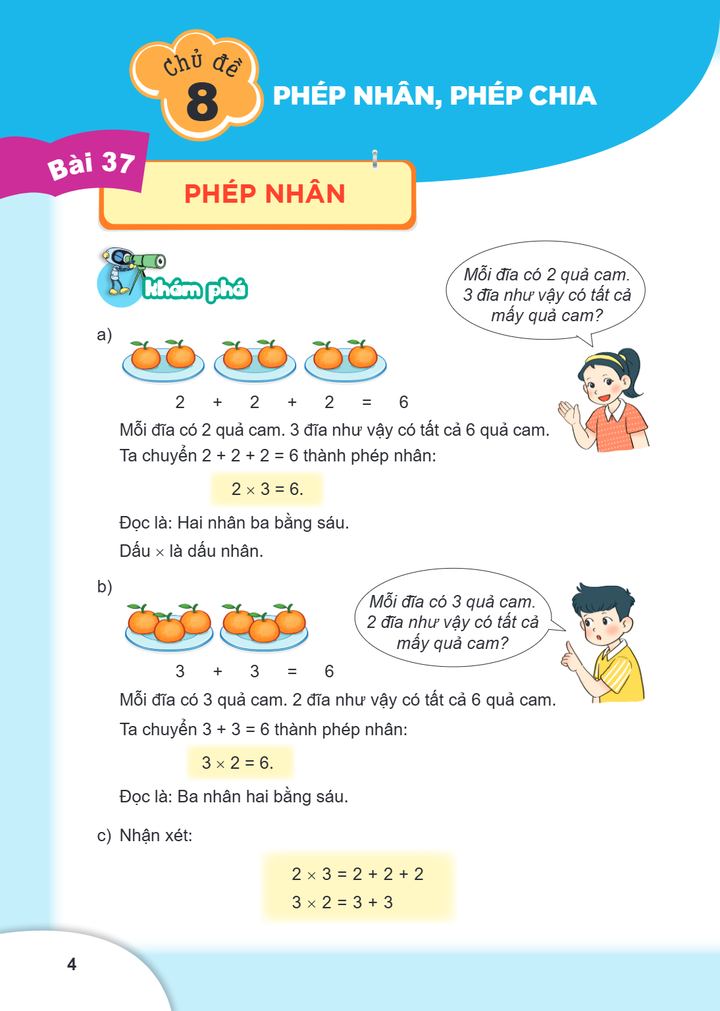 Chủ đề
8
PHÉP NHÂN, PHÉP CHIA
Bài 37
PHÉP NHÂN
Khám phá
Mỗi đĩa có 2 quả cam.
3 đĩa như vậy có tất cả
mấy quả cam?
a)
2 + 2 + 2 = 6
Mỗi đĩa có 2 quả cam. 3 đĩa như vậy có tất cả 6 quả cam.
Ta chuyển 2 + 2 + 2 = 6 thành phép nhân:
2 × 3 = 6.
Đọc là: Hai nhân ba bằng sáu.
Dấu × là dấu nhân.
b)
Mỗi đĩa có 3 quả cam.
2 đĩa như vậy có tất cả
mấy quả cam?
3 + 3 = 6
Mỗi đĩa có 3 quả cam. 2 đĩa như vậy có tất cả 6 quả cam.
Ta chuyển 3 + 3 = 6 thành phép nhân:
3 × 2 = 6.
Đọc là: Ba nhân hai bằng sáu.
c) Nhận xét:
2 × 3 = 2 + 2 + 2
3 × 2 = 3 + 3
4